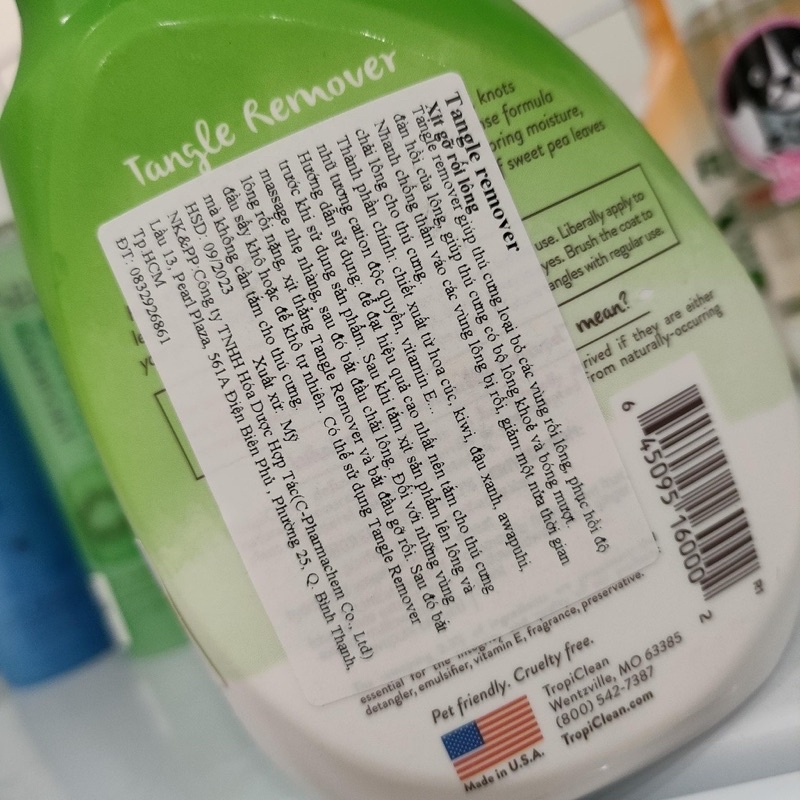 Tangle Remover
knots
formula
moisture,
sweet pea leaves
use. Liberally apply to
Brush the coat to
with regular use.
mean?
if they are either
from naturally-occurring
Tangle remover
Xịt gỡ rối lông
Tangle remover giúp thú cưng loại bỏ các vùng rối lông, phục hồi độ
đàn hồi của lông, giúp thú cưng có bộ lông khoẻ và bóng mượt.
Nhanh chóng thấm vào các vùng lông bị rối, giảm một nửa thời gian
chải lông cho thú cưng.
Thành phần chính: chiết xuất từ hoa cúc, kiwi, đậu xanh, awapuhi,
nhũ tương cation độc quyền, vitamin E...
Hướng dẫn sử dụng: để đạt hiệu quả cao nhất nên tắm cho thú cưng
trước khi sử dụng sản phẩm. Sau khi tắm xịt sản phẩm lên lông và
massage nhẹ nhàng, sau đó bắt đầu chải lông. Đối với những vùng
lông rối nặng, xịt thẳng Tangle Remover và bắt đầu gỡ rối. Sau đó bắt
đầu sấy khô hoặc để khô tự nhiên. Có thể sử dụng Tangle Remover
mà không cần tắm cho thú cưng.
HSD: 09/2023 Xuất xứ: Mỹ
NK&PP:Công ty TNHH Hóa Dược Hợp Tác(C-Pharmachem Co., Ltd)
Lầu 13, Pearl Plaza, 561A Điện Biên Phủ , Phường 25, Q. Bình Thạnh,
TP HCM
ĐT: 0832926861
6 45095 16000 2
essential for the
detangler, emulsifier, vitamin E, fragrance, preservative.
Pet friendly. Cruelty free.
TropiClean
Wentzville, MO 63385
(800) 542-7387
TropiClean.com
Made in U.S.A.